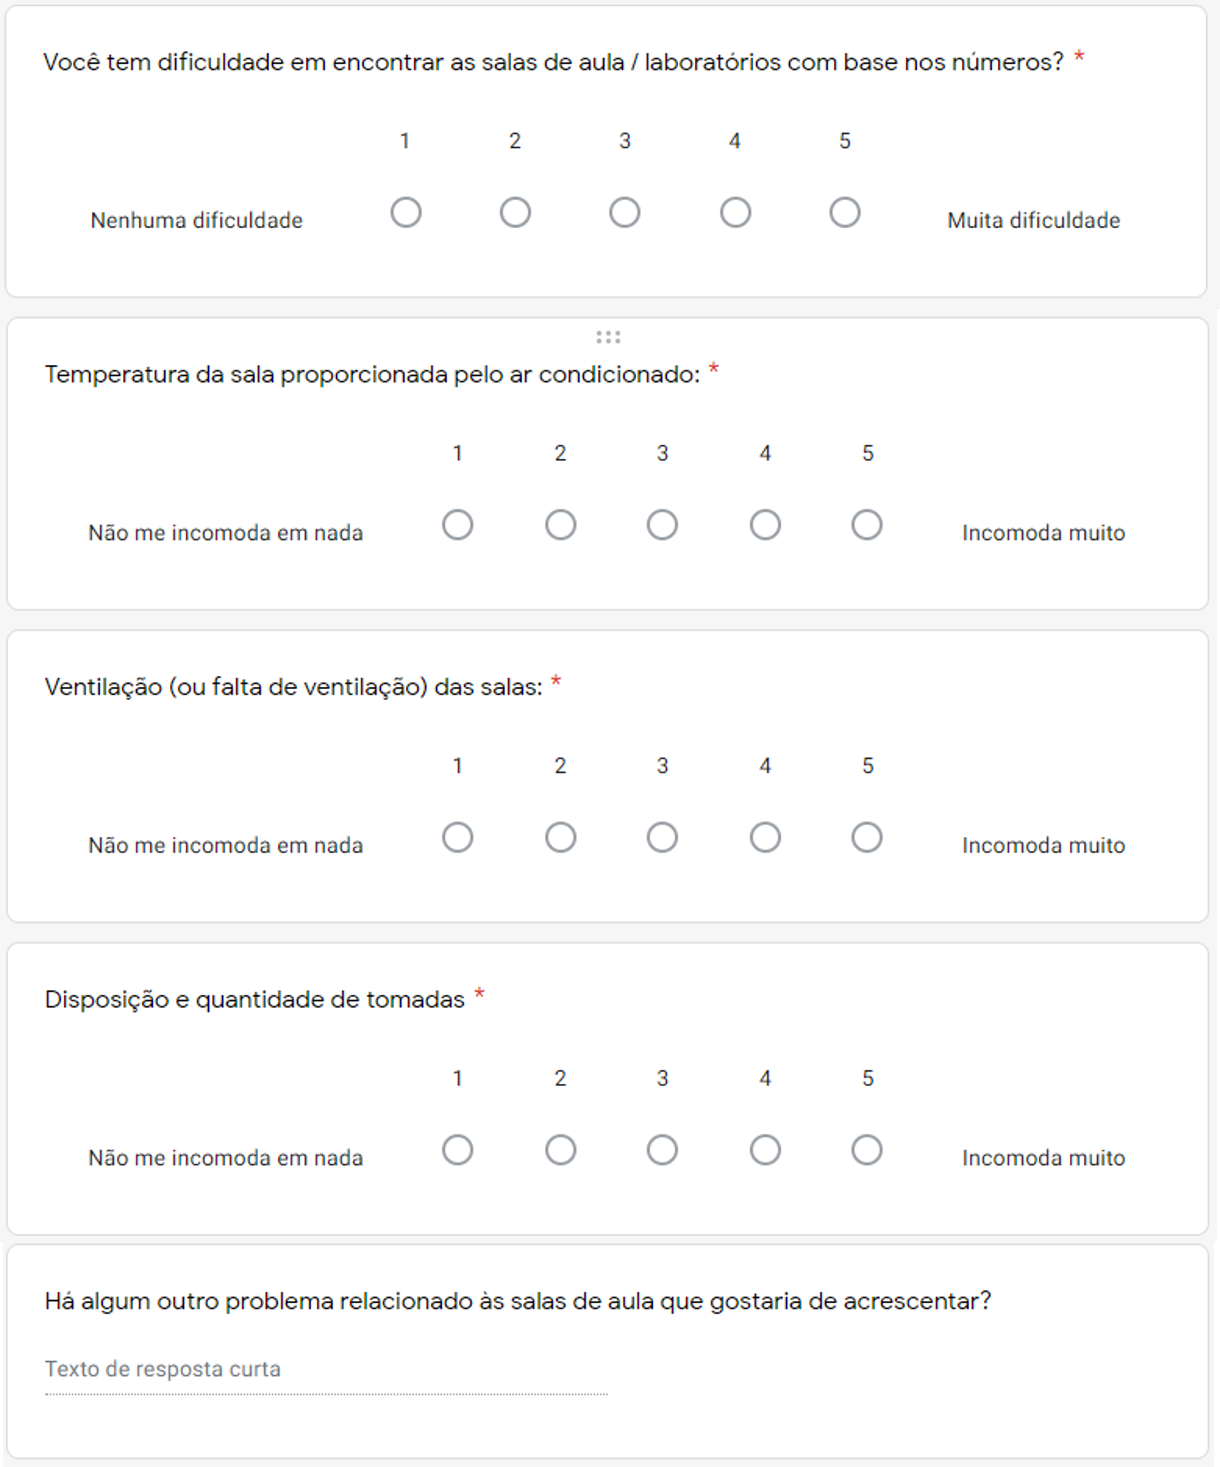 Você tem dificuldade em encontrar as salas de aula / laboratórios com base nos números? *
1 2 3 4 5
Nenhuma dificuldade Muita dificuldade
Temperatura da sala proporcionada pelo ar condicionado: *
1 2 3 4 5
Não me incomoda em nada Incomoda muito
Ventilação (ou falta de ventilação) das salas: *
1 2 3 4 5
Não me incomoda em nada Incomoda muito
Disposição e quantidade de tomadas *
1 2 3 4 5
Não me incomoda em nada Incomoda muito
Há algum outro problema relacionado às salas de aula que gostaria de acrescentar?
Texto de resposta curta